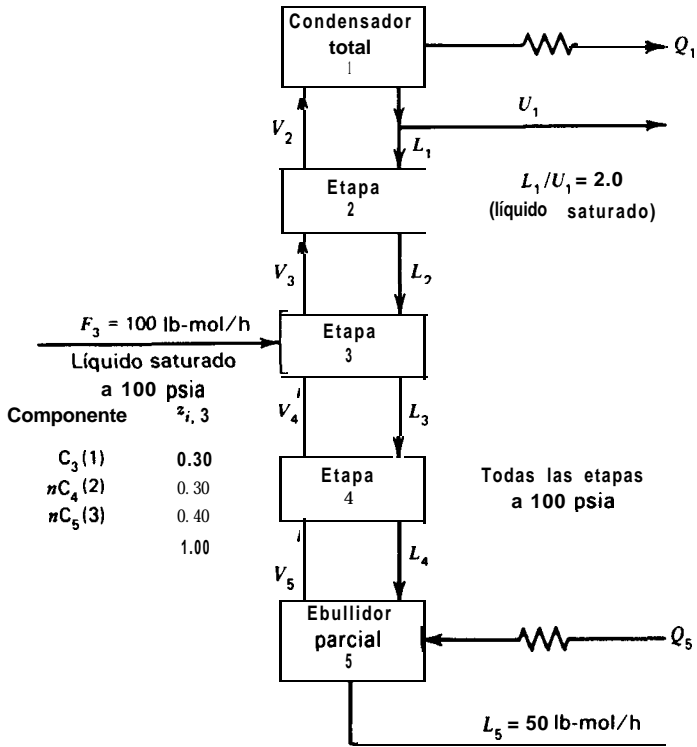 Condensador
total
1
Q₁
U₁
V₂
L₁
Etapa
2
L₁/U₁ = 2.0
(líquido saturado)
V₃
L₂
F₃ = 100 lb-mol/h
Etapa
3
Líquido saturado
a 100 psia
Componente z i, 3
V₄
L₃
C₃(1) 0.30
nC₄(2) 0.30
nC₅(3) 0.40
1.00
Etapa
4
Todas las etapas
a 100 psia
V₅
L₄
Ebullidor
parcial
5
Q₅
L₅ = 50 lb-mol/h